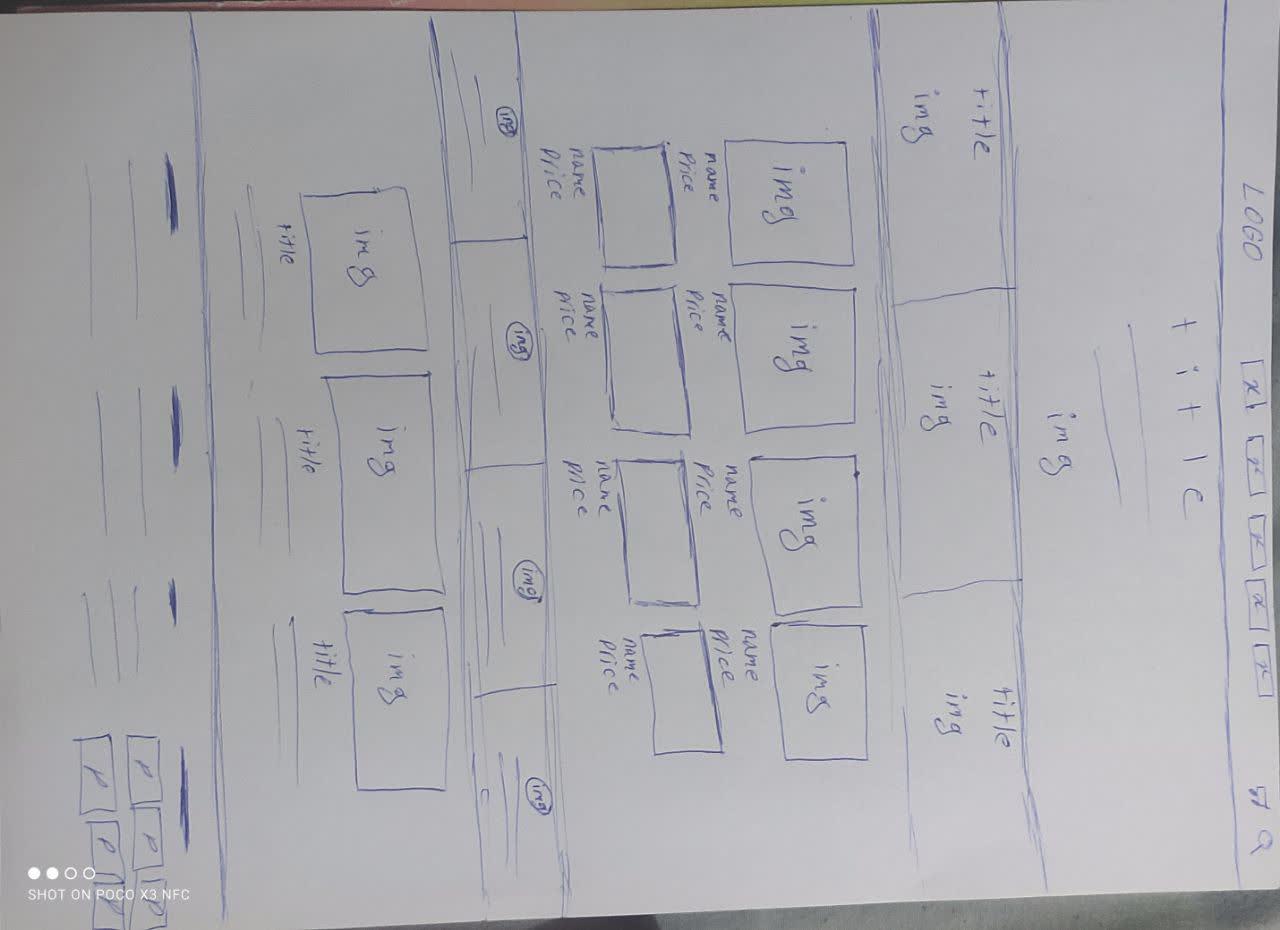 LOGO x x x x x
title
img
title title title
img img img
img img img img
name name name name
price price price price
name name name name
price price price price
img img img img
img img img
title title title
P P P
P P P
SHOT ON POCO X3 NFC